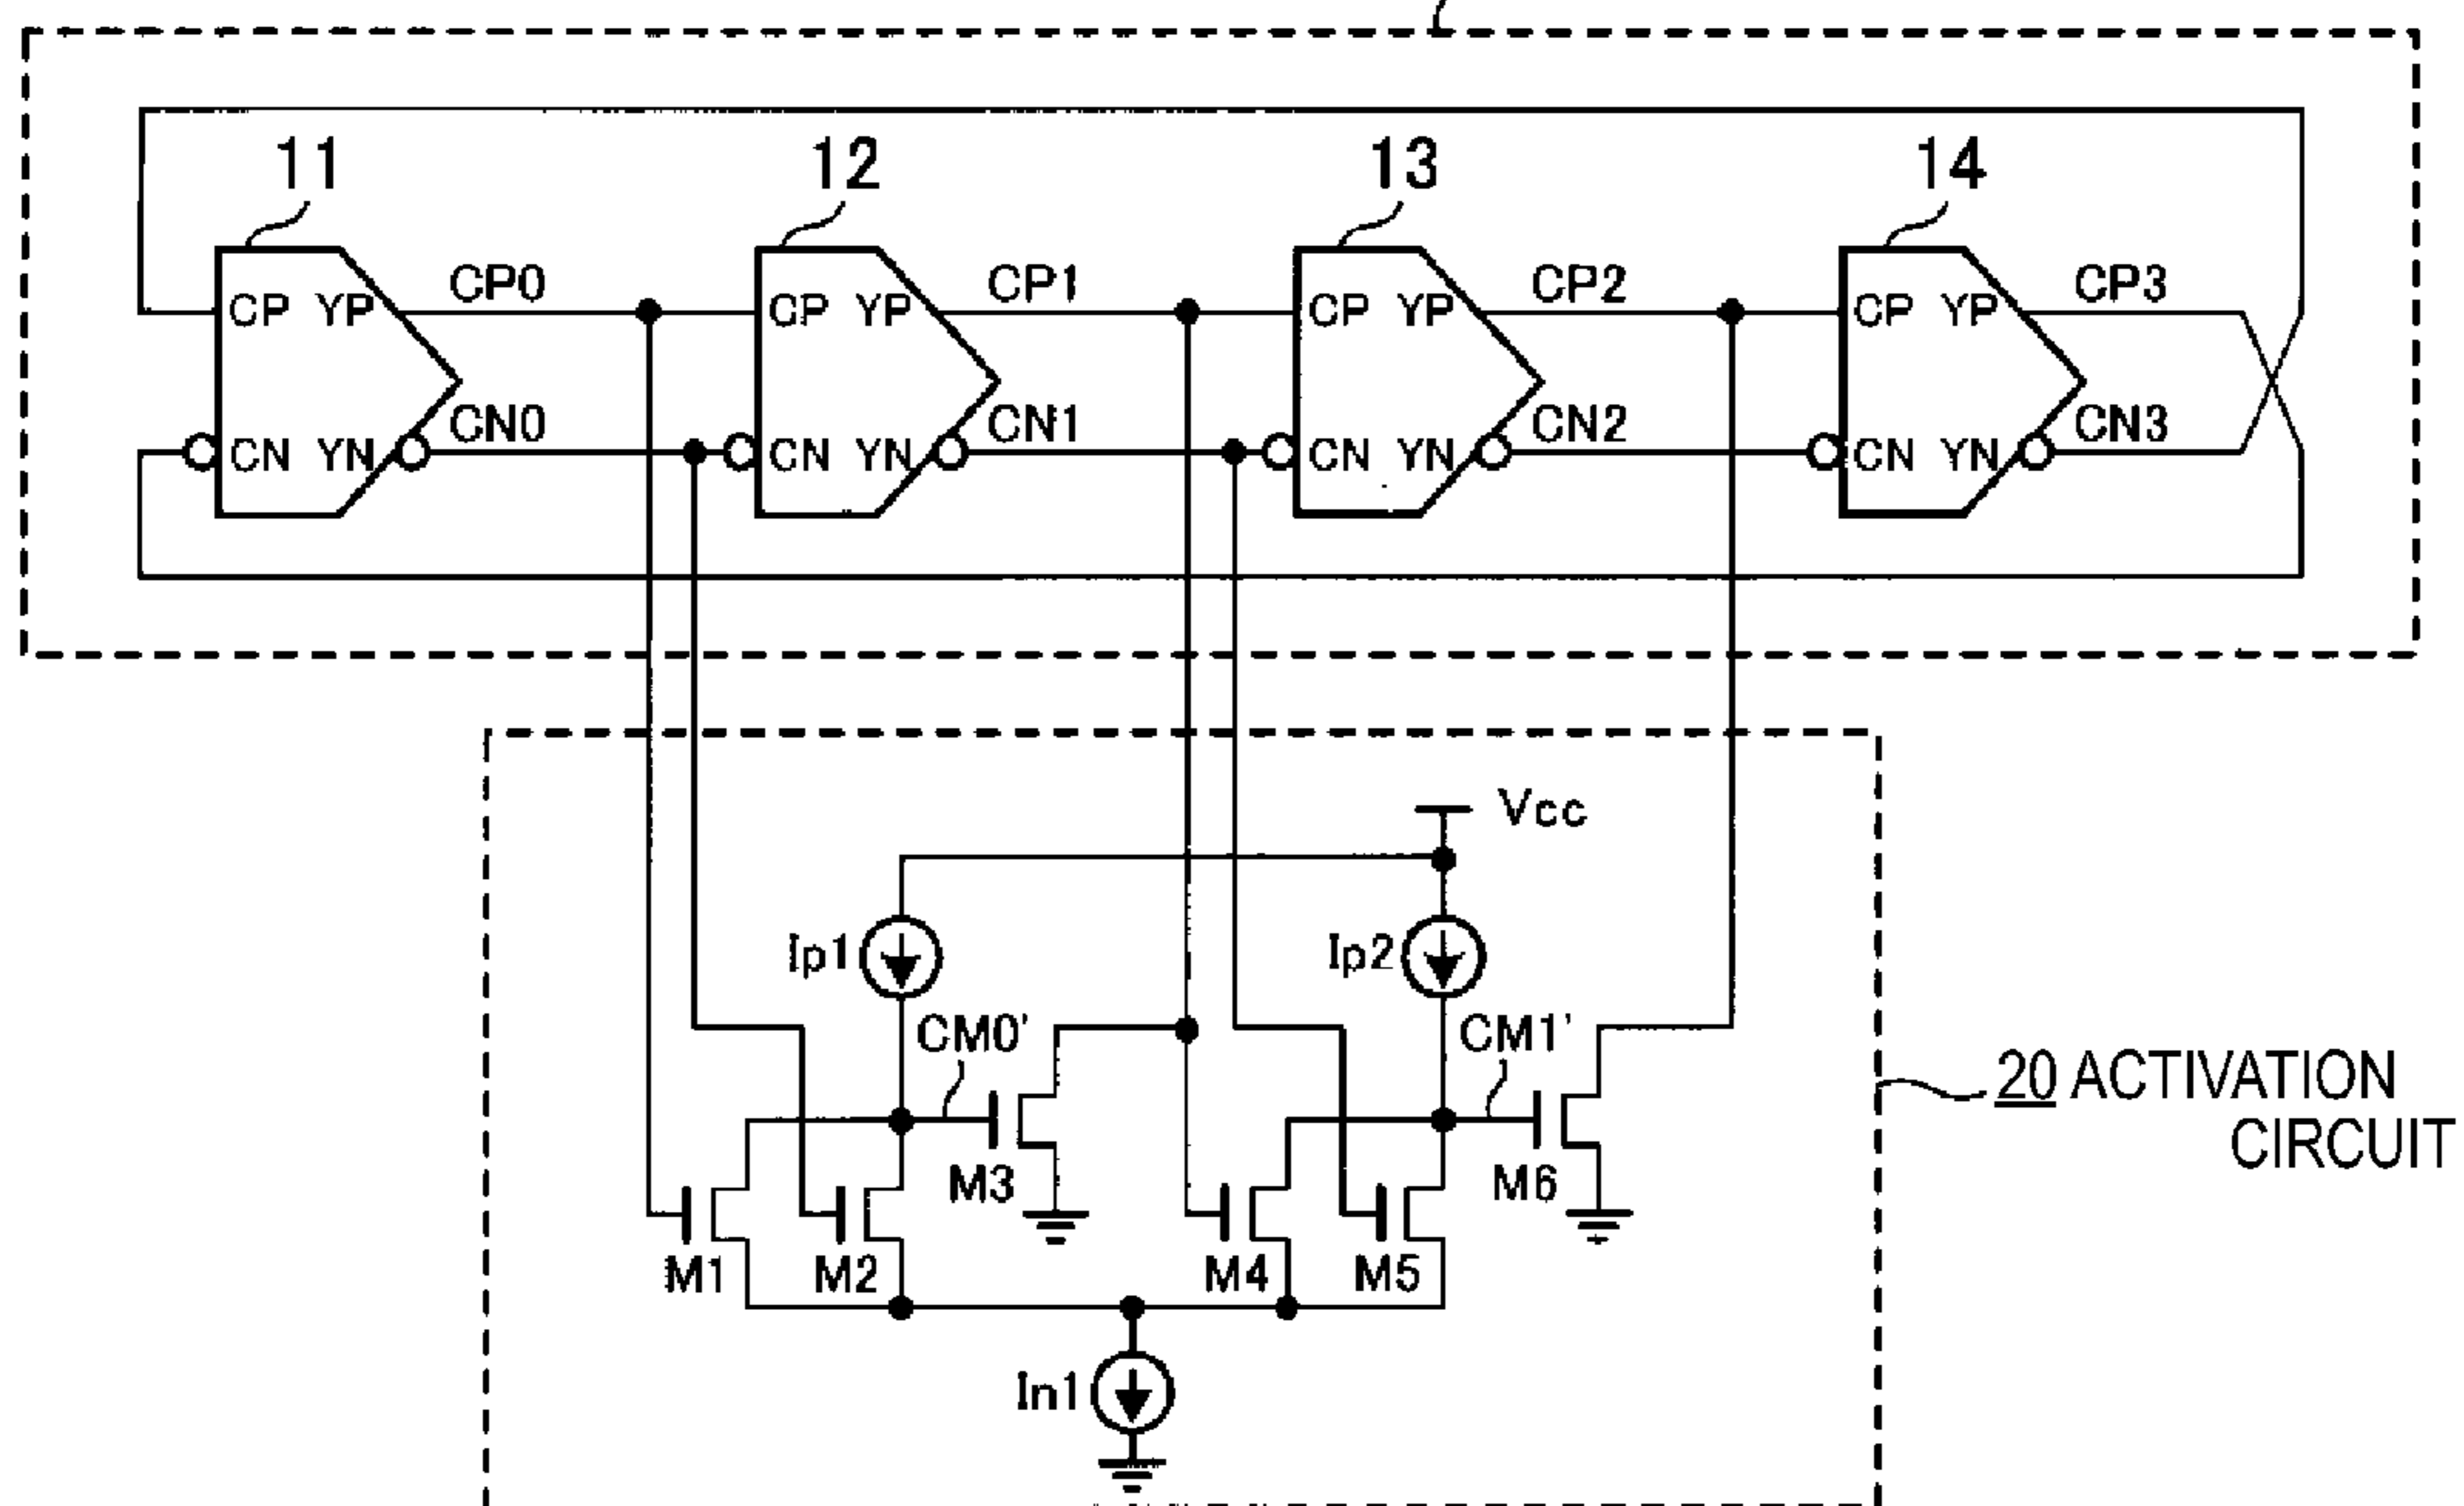 11 12 13 14
CP0 CP1 CP2 CP3
CP YP CP YP CP YP CP YP
CN0 CN1 CN2 CN3
CN YN CN YN CN YN CN YN
Vcc
Ip1 Ip2
CM0' CM1'
20 ACTIVATION
CIRCUIT
M3 M6
M1 M2 M4 M5
In1